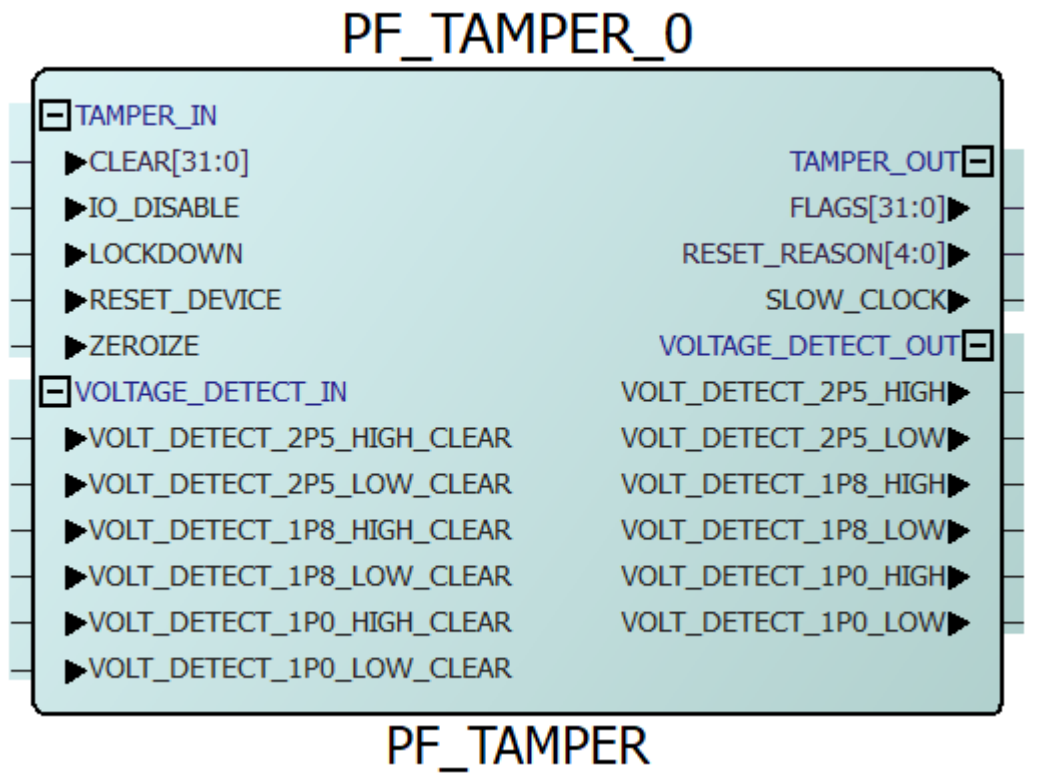 PF_TAMPER_0
TAMPER_IN
CLEAR[31:0]
IO_DISABLE
LOCKDOWN
RESET_DEVICE
ZEROIZE
VOLTAGE_DETECT_IN
VOLT_DETECT_2P5_HIGH_CLEAR
VOLT_DETECT_2P5_LOW_CLEAR
VOLT_DETECT_1P8_HIGH_CLEAR
VOLT_DETECT_1P8_LOW_CLEAR
VOLT_DETECT_1P0_HIGH_CLEAR
VOLT_DETECT_1P0_LOW_CLEAR
TAMPER_OUT
FLAGS[31:0]
RESET_REASON[4:0]
SLOW_CLOCK
VOLTAGE_DETECT_OUT
VOLT_DETECT_2P5_HIGH
VOLT_DETECT_2P5_LOW
VOLT_DETECT_1P8_HIGH
VOLT_DETECT_1P8_LOW
VOLT_DETECT_1P0_HIGH
VOLT_DETECT_1P0_LOW
PF_TAMPER